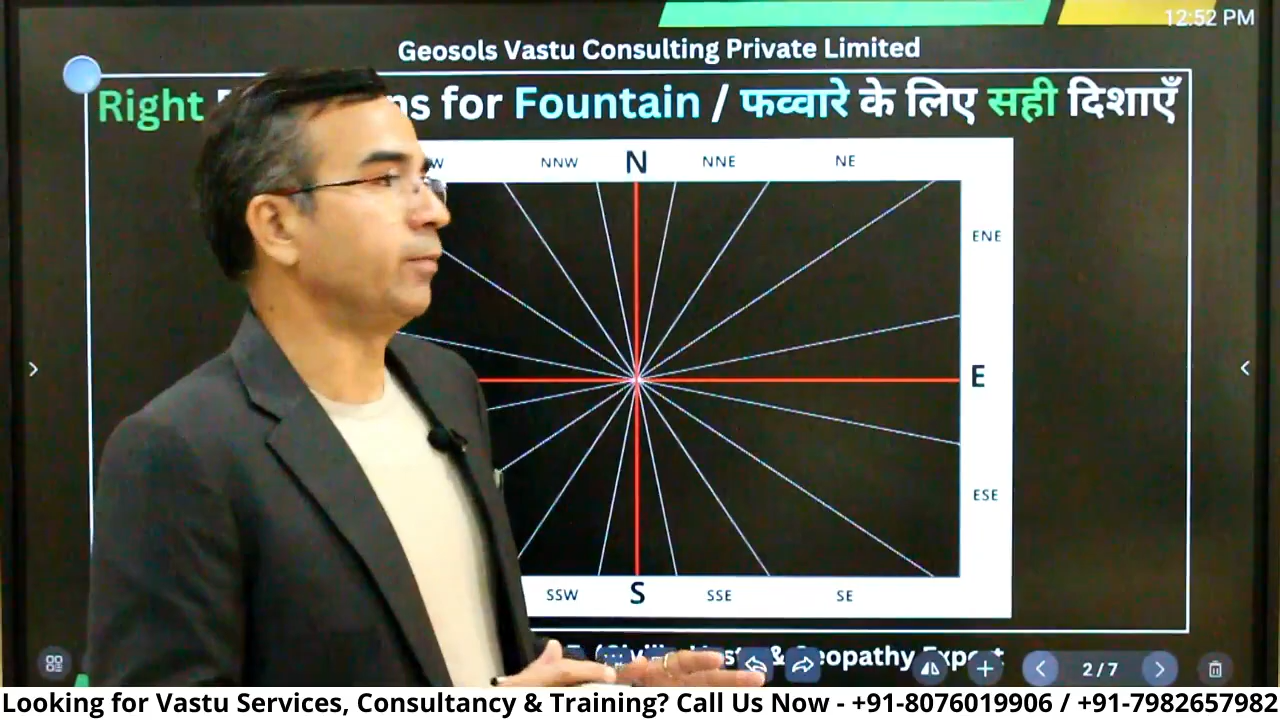 12:52 PM
Geosols Vastu Consulting Private Limited
Right for Fountain / फव्वारे के लिए सही दिशाएँ
NNW N NNE NE
ENE
E
ESE
SSW S SSE SE
& Expert
2/7
Looking for Vastu Services, Consultancy & Training? Call Us Now - +91-8076019906 / +91-7982657982